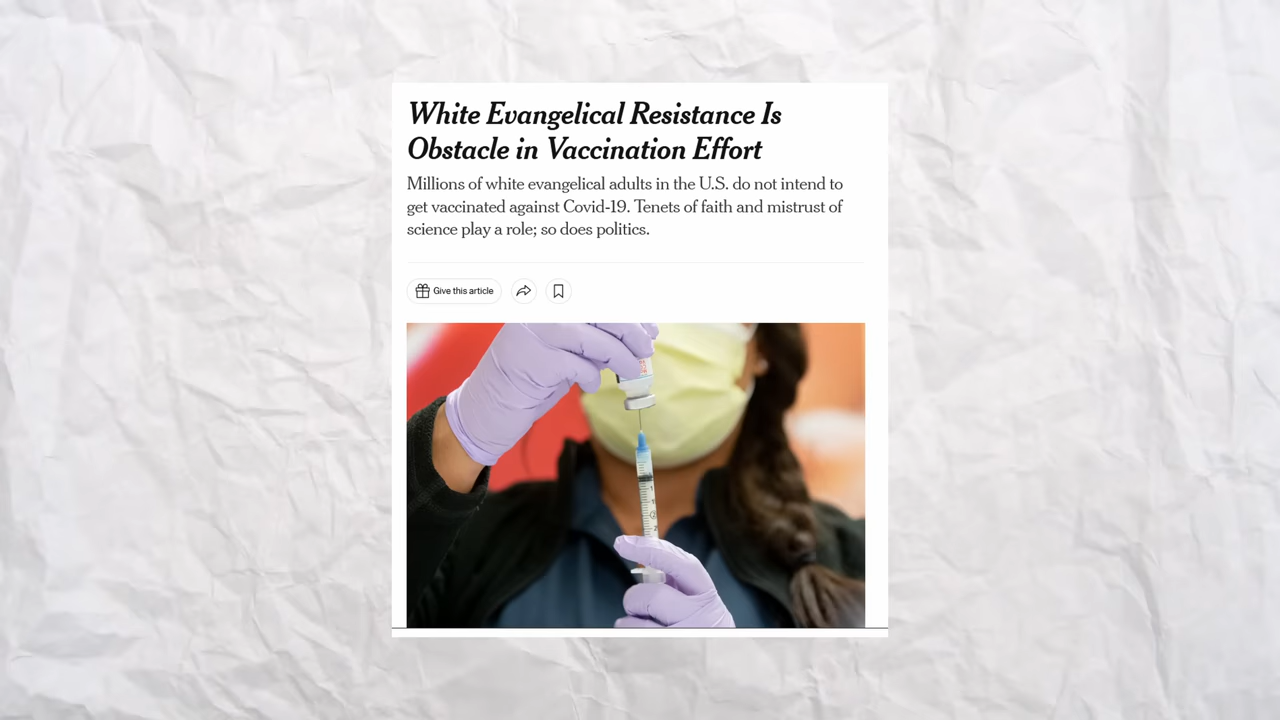 White Evangelical Resistance Is
Obstacle in Vaccination Effort
Millions of white evangelical adults in the U.S. do not intend to
get vaccinated against Covid-19. Tenets of faith and mistrust of
science play a role; so does politics.
Give this article